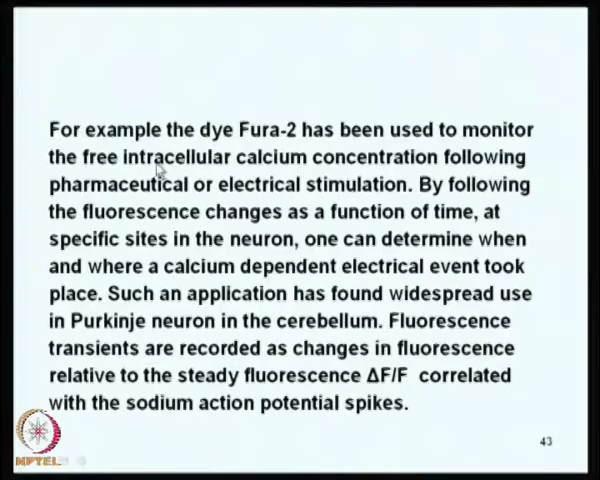 For example the dye Fura-2 has been used to monitor
the free intracellular calcium concentration following
pharmaceutical or electrical stimulation. By following
the fluorescence changes as a function of time, at
specific sites in the neuron, one can determine when
and where a calcium dependent electrical event took
place. Such an application has found widespread use
in Purkinje neuron in the cerebellum. Fluorescence
transients are recorded as changes in fluorescence
relative to the steady fluorescence ΔF/F correlated
with the sodium action potential spikes.
43
NPTEL